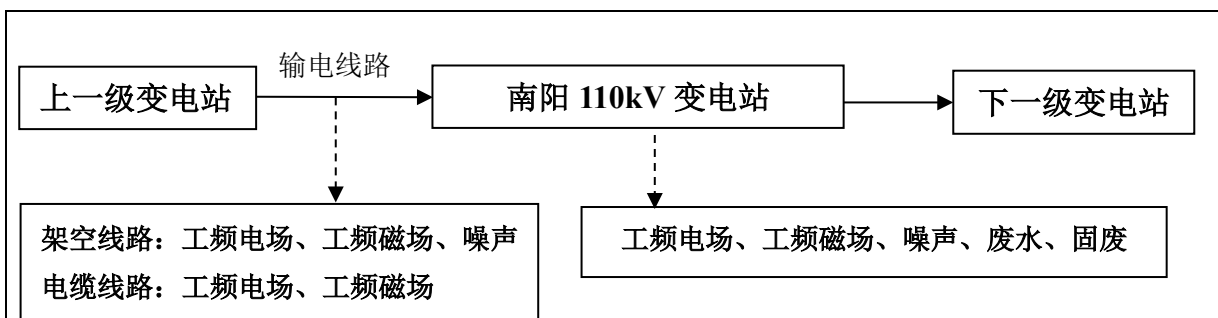 输电线路
上一级变电站
南阳 110kV 变电站
下一级变电站
架空线路：工频电场、工频磁场、噪声
电缆线路：工频电场、工频磁场
工频电场、工频磁场、噪声、废水、固废